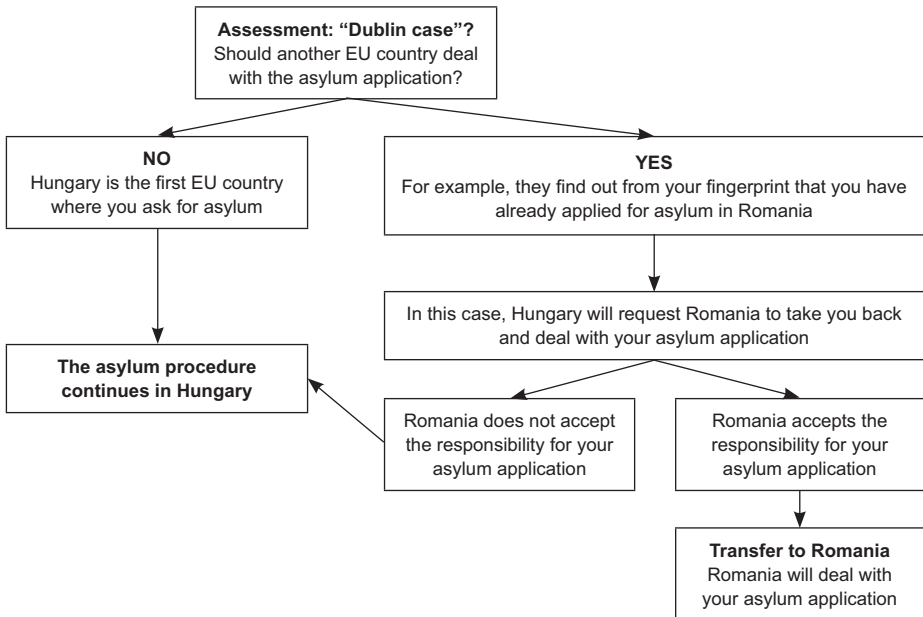 Assessment: “Dublin case”?
Should another EU country deal
with the asylum application?
NO
Hungary is the first EU country
where you ask for asylum
YES
For example, they find out from your fingerprint that you have
already applied for asylum in Romania
In this case, Hungary will request Romania to take you back
and deal with your asylum application
The asylum procedure
continues in Hungary
Romania does not accept
the responsibility for your
asylum application
Romania accepts the
responsibility for your
asylum application
Transfer to Romania
Romania will deal with
your asylum application